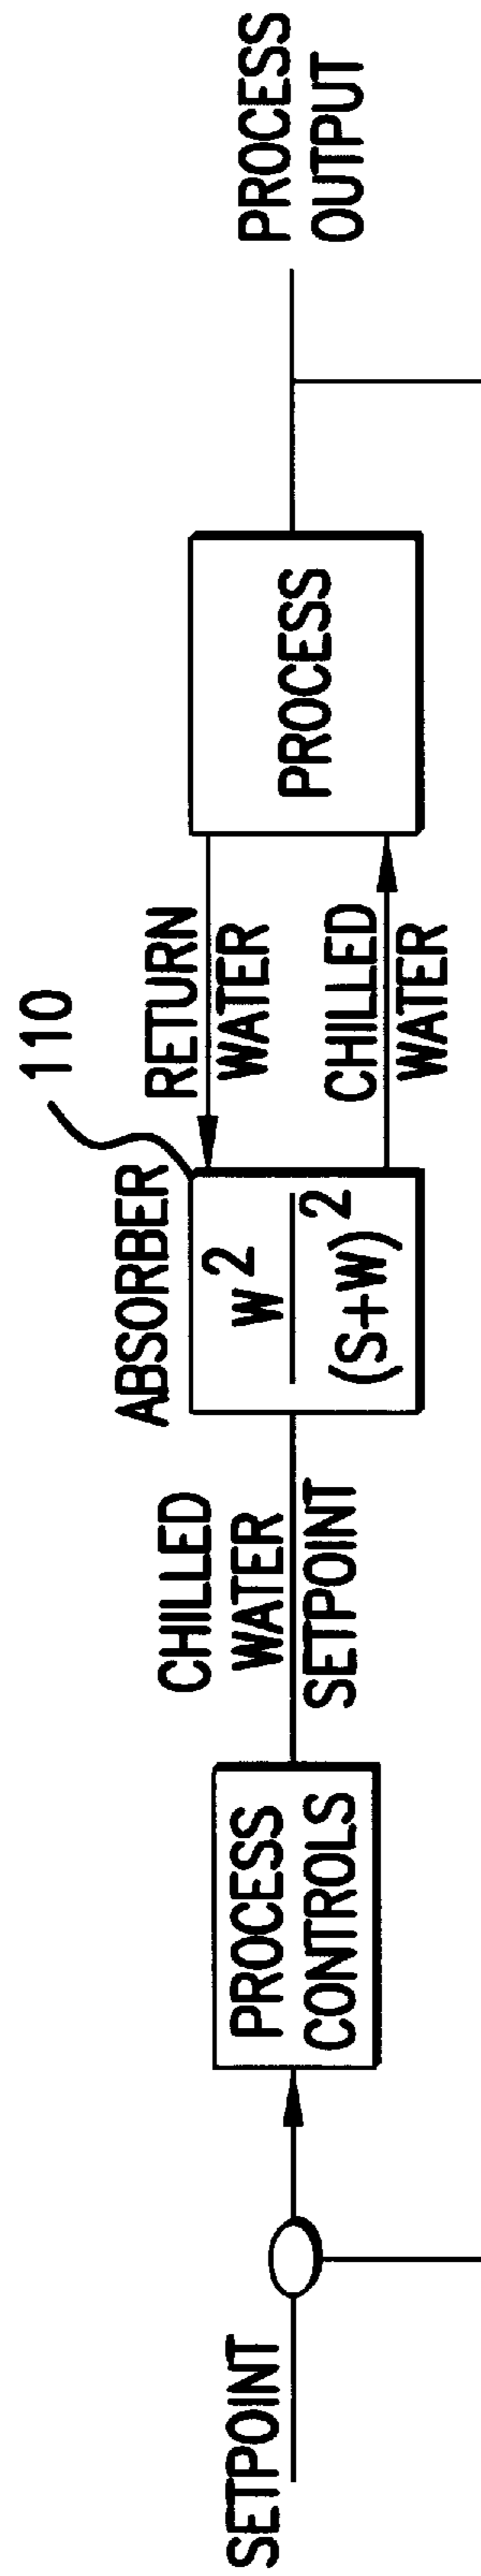 SETPOINT
PROCESS
CONTROLS
CHILLED
WATER
SETPOINT
ABSORBER
110
W²
(S+W)²
RETURN
WATER
CHILLED
WATER
PROCESS
PROCESS
OUTPUT